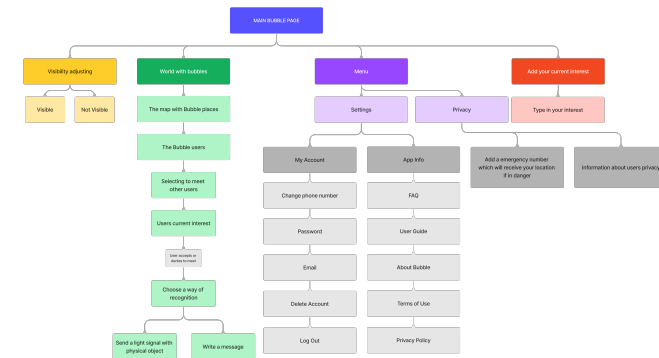 MAIN BUBBLE PAGE
Visibility adjusting
World with bubbles
Menu
Add your current interest
Visible
Not Visible
The map with Bubble places
Settings
Privacy
Type in your interest
The Bubble users
My Account
App Info
Add a emergency number
which will receive your location
if in danger
Information about users privacy
Selecting to meet
other users
Change phone number
FAQ
Users current interest
Password
User Guide
User accepts or
denies to meet
Email
About Bubble
Choose a way of
recognition
Delete Account
Terms of Use
Send a light signal with
physical object
Write a message
Log Out
Privacy Policy